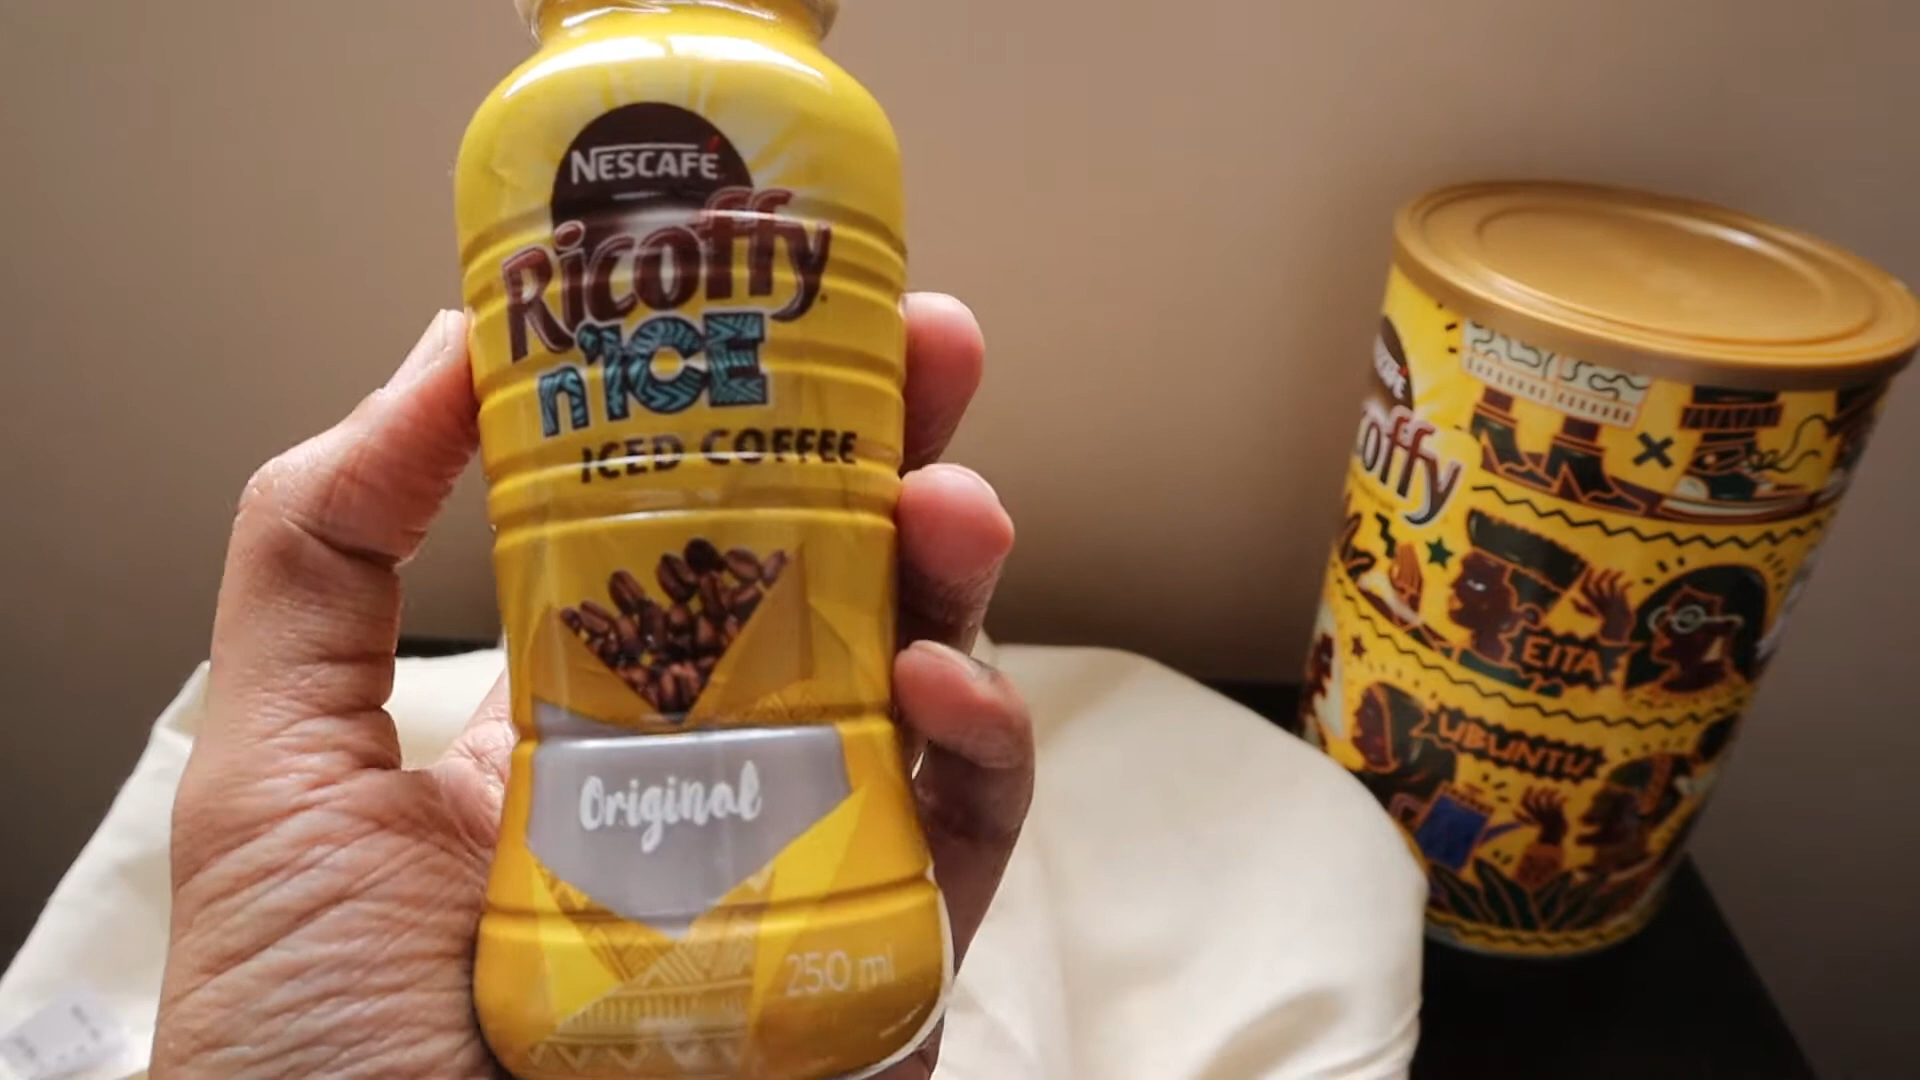 NESCAFÉ
Ricoffy
n'ICE
ICED COFFEE
Original
250 ml
coffy
EITA
UBUNTU